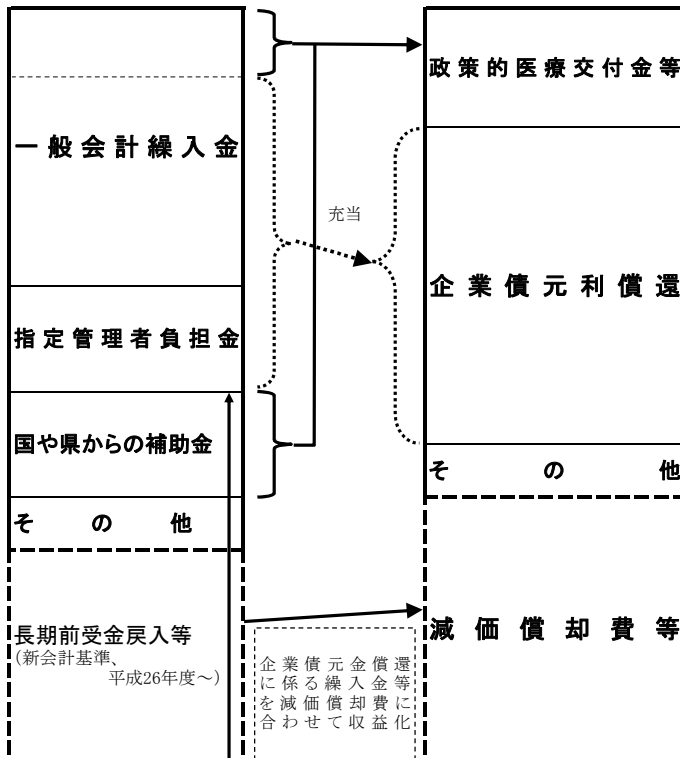 一般会計繰入金
指定管理者負担金
国や県からの補助金
その他
長期前受金戻入等
(新会計基準、
平成26年度～)
充当
企業債元金償還
に係る繰入金等
を減価償却費に
合わせて収益化
政策的医療交付金等
企業債元利償還
その他
減価償却費等